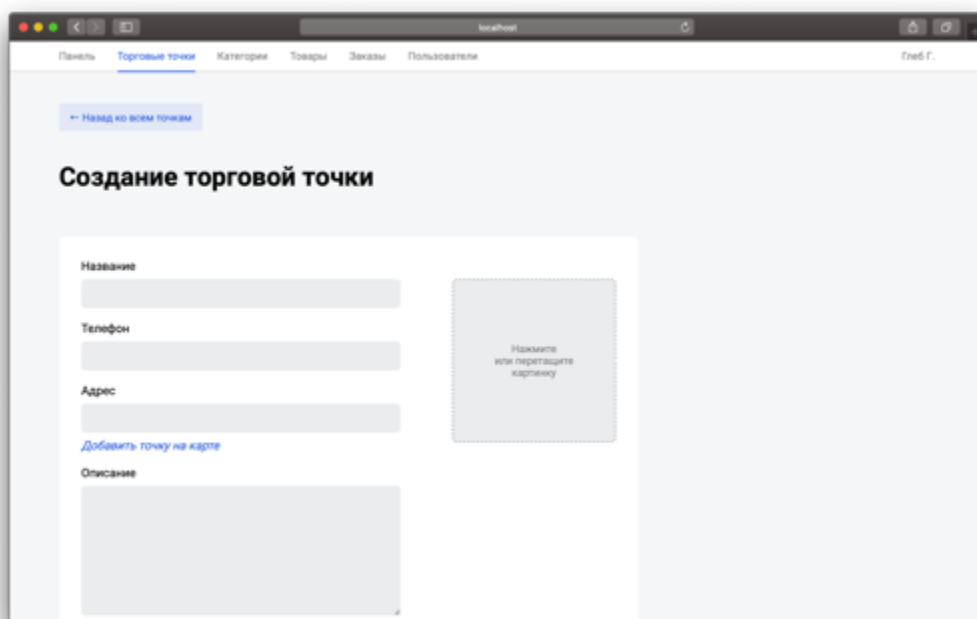 localhost
Панель Торговые точки Категории Товары Заказы Пользователи Глеб Г.
← Назад ко всем точкам
Создание торговой точки
Название
Телефон
Адрес
Добавить точку на карте
Описание
Нажмите
или перетащите
картинку